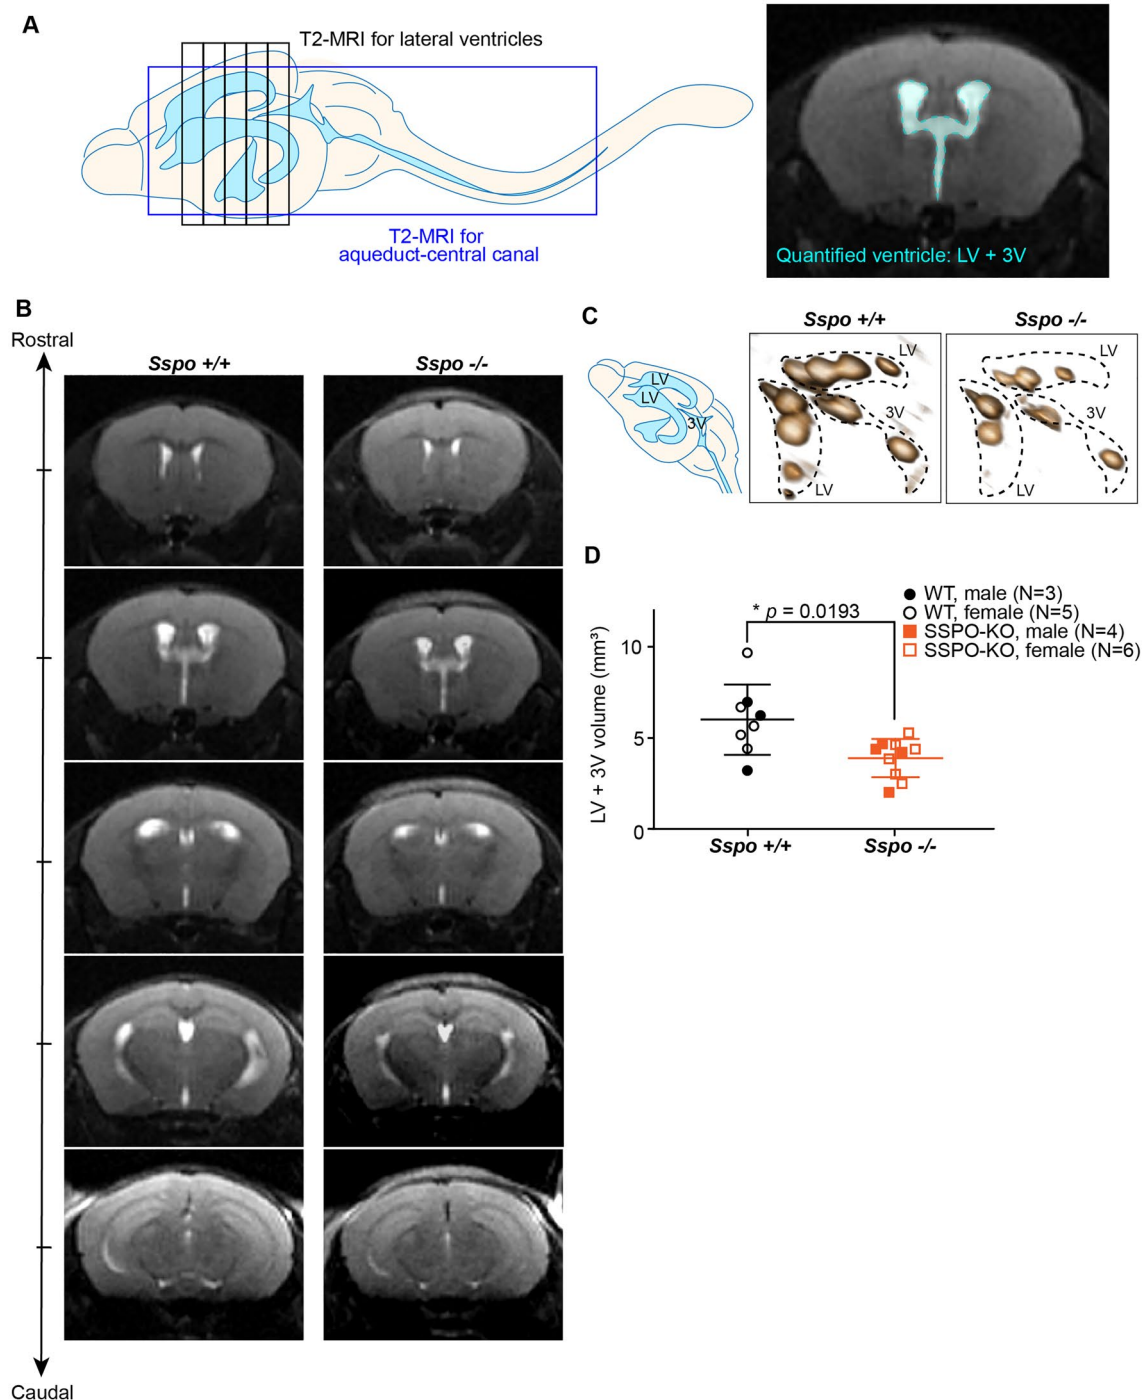 A
T2-MRI for lateral ventricles
T2-MRI for
aqueduct-central canal
Quantified ventricle: LV + 3V
B
Rostral
Sspo +/+
Sspo -/-
Caudal
C
Sspo +/+
Sspo -/-
LV
LV
3V
LV
3V
LV
LV
3V
LV
D
WT, male (N=3)
WT, female (N=5)
SSPO-KO, male (N=4)
SSPO-KO, female (N=6)
* p = 0.0193
LV + 3V volume (mm³)
10
5
0
Sspo +/+
Sspo -/-